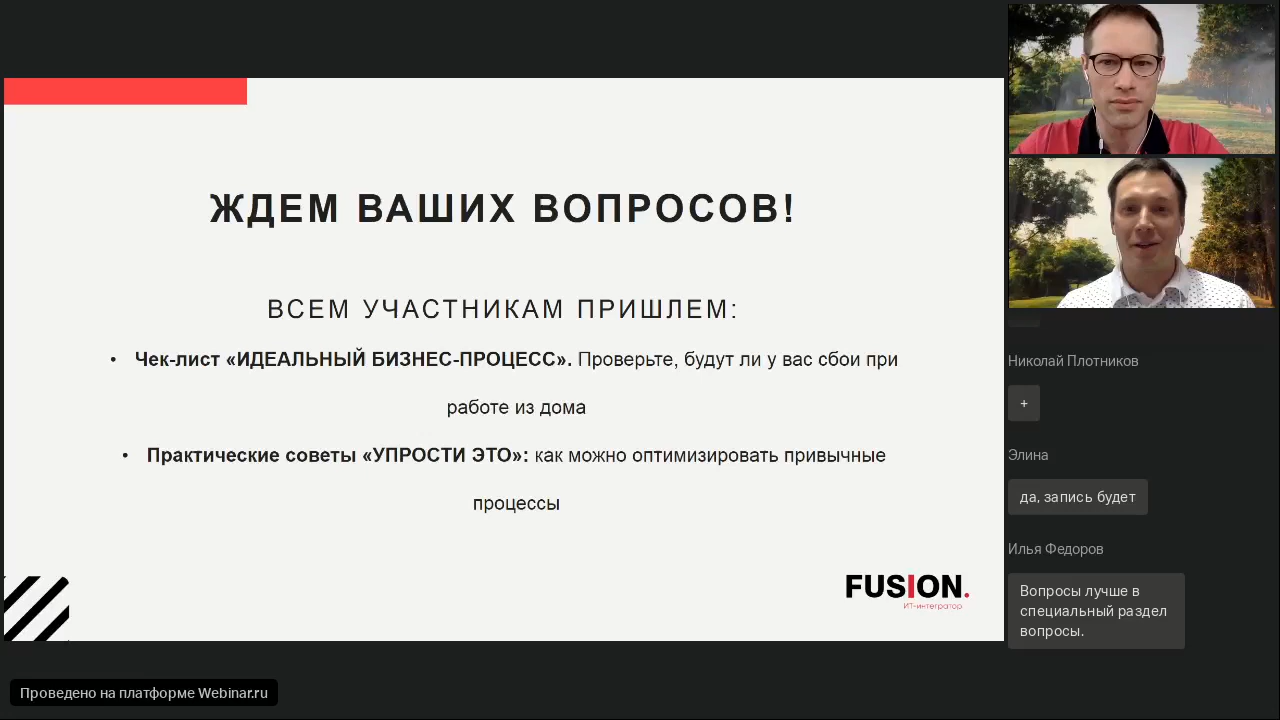 ЖДЕМ ВАШИХ ВОПРОСОВ!
ВСЕМ УЧАСТНИКАМ ПРИШЛЕМ:
• Чек-лист «ИДЕАЛЬНЫЙ БИЗНЕС-ПРОЦЕСС». Проверьте, будут ли у вас сбои при
работе из дома
• Практические советы «УПРОСТИ ЭТО»: как можно оптимизировать привычные
процессы
FUSION.
ИТ-интегратор
Проведено на платформе Webinar.ru
Николай Плотников
+
Элина
да, запись будет
Илья Федоров
Вопросы лучше в
специальный раздел
вопросы.